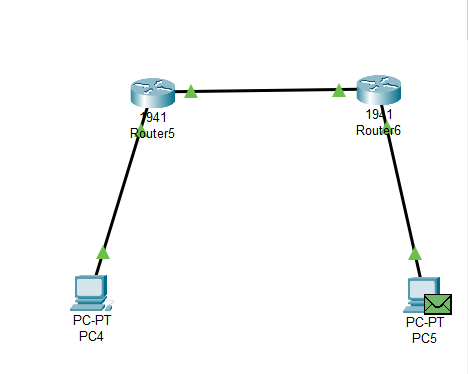 1941
Router5
1941
Router6
PC-PT
PC4
PC-PT
PC5